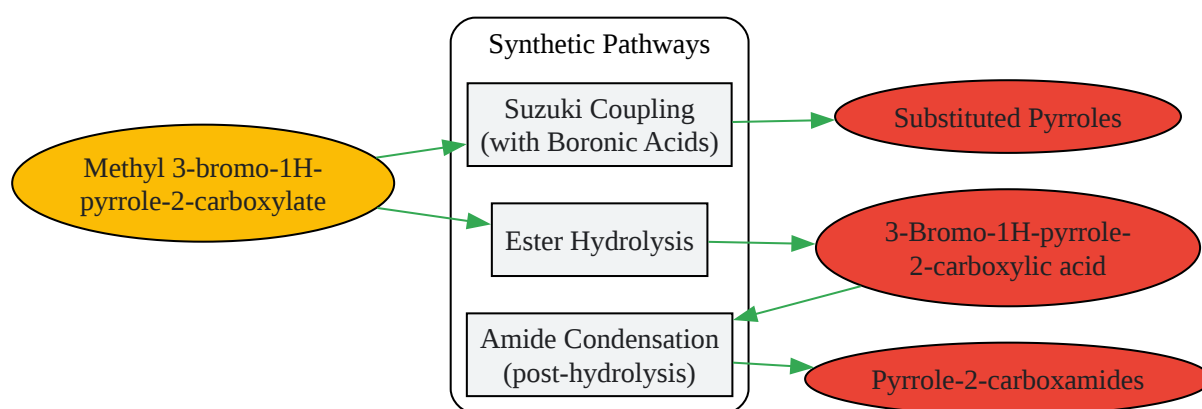 Synthetic Pathways
Methyl 3-bromo-1H-
pyrrole-2-carboxylate
Suzuki Coupling
(with Boronic Acids)
Substituted Pyrroles
Ester Hydrolysis
3-Bromo-1H-pyrrole-
2-carboxylic acid
Amide Condensation
(post-hydrolysis)
Pyrrole-2-carboxamides